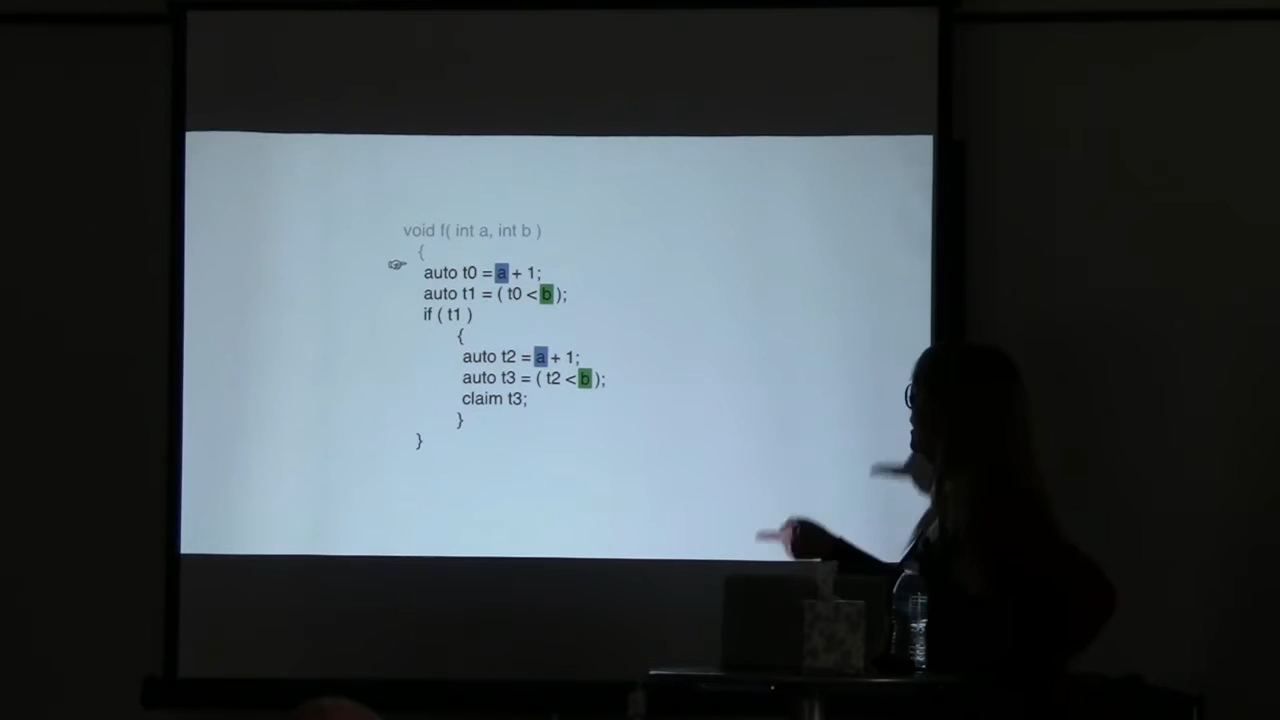 void f( int a, int b )
{
auto t0 = a + 1;
auto t1 = ( t0 < b );
if ( t1 )
{
auto t2 = a + 1;
auto t3 = ( t2 < b );
claim t3;
}
}